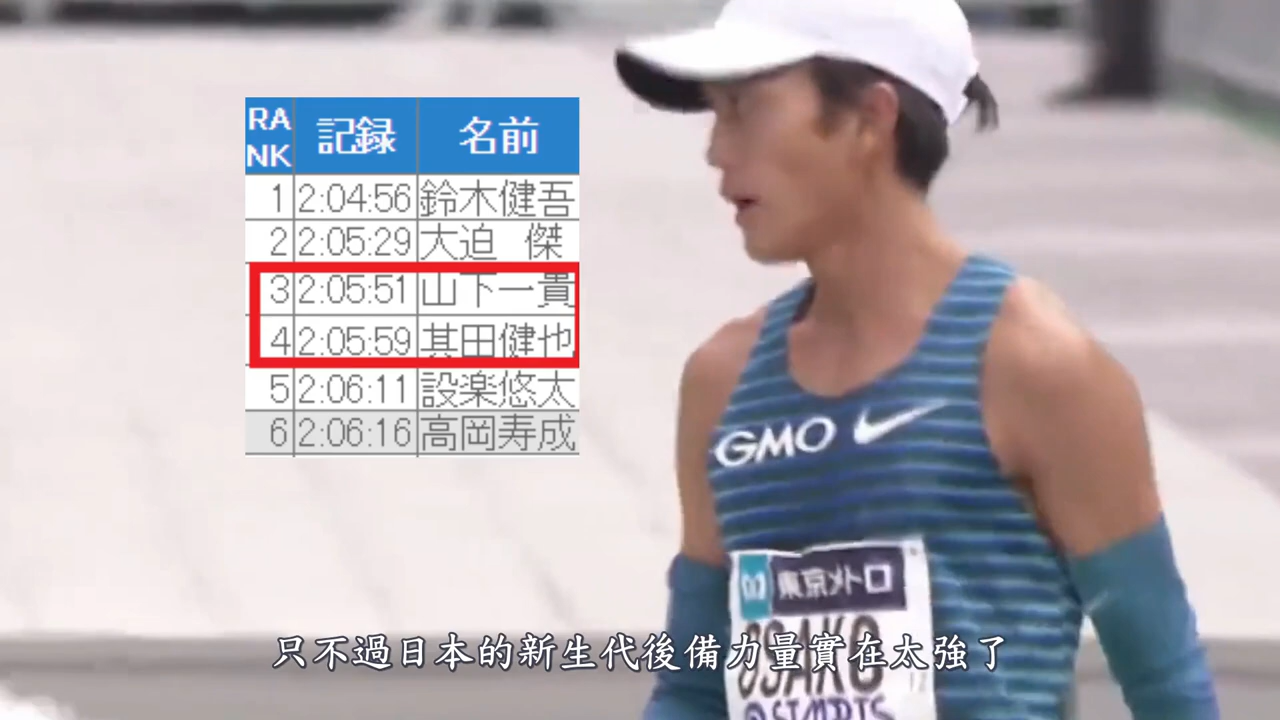 RANK 記録 名前
1 2:04:56 鈴木健吾
2 2:05:29 大迫 傑
3 2:05:51 山下一貴
4 2:05:59 其田健也
5 2:06:11 設楽悠太
6 2:06:16 高岡寿成
GMO
東京メトロ
OSAKO
只不過日本的新生代後備力量實在太強了